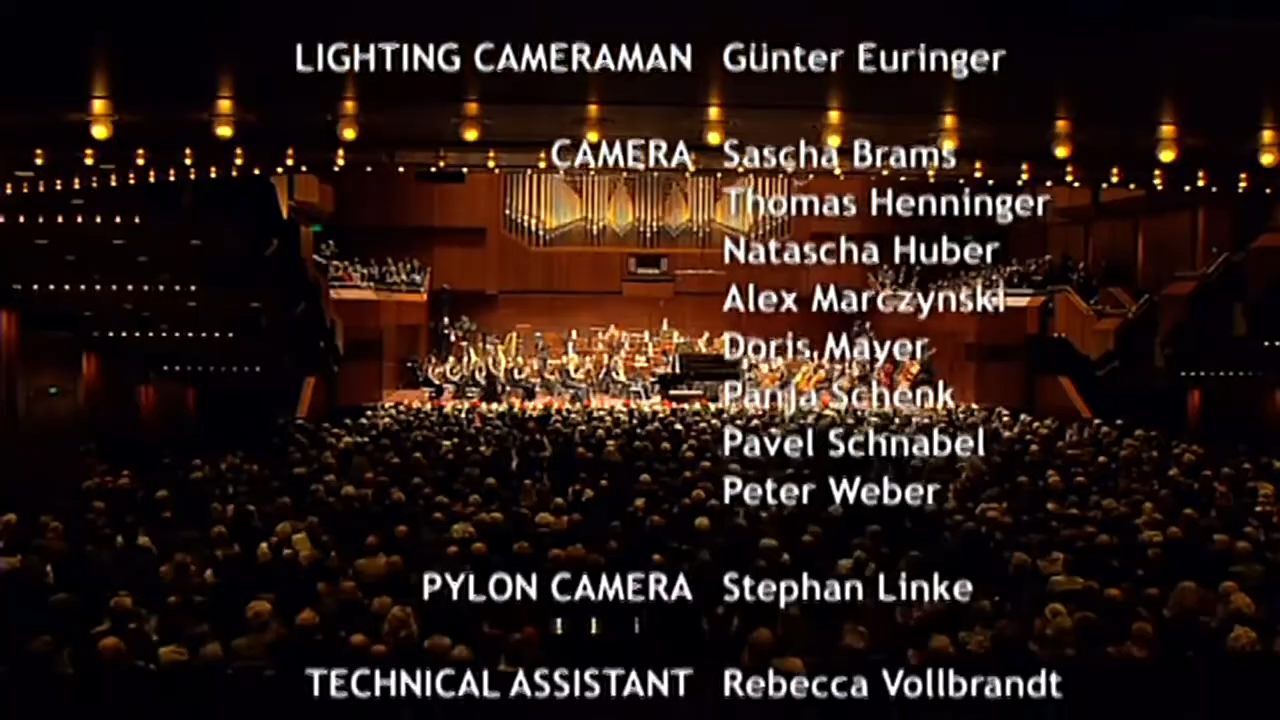 LIGHTING CAMERAMAN Günter Euringer
CAMERA Sascha Brams
Thomas Henninger
Natascha Huber
Alex Marczynski
Doris Mayer
Panja Schenk
Pavel Schnabel
Peter Weber
PYLON CAMERA Stephan Linke
TECHNICAL ASSISTANT Rebecca Vollbrandt